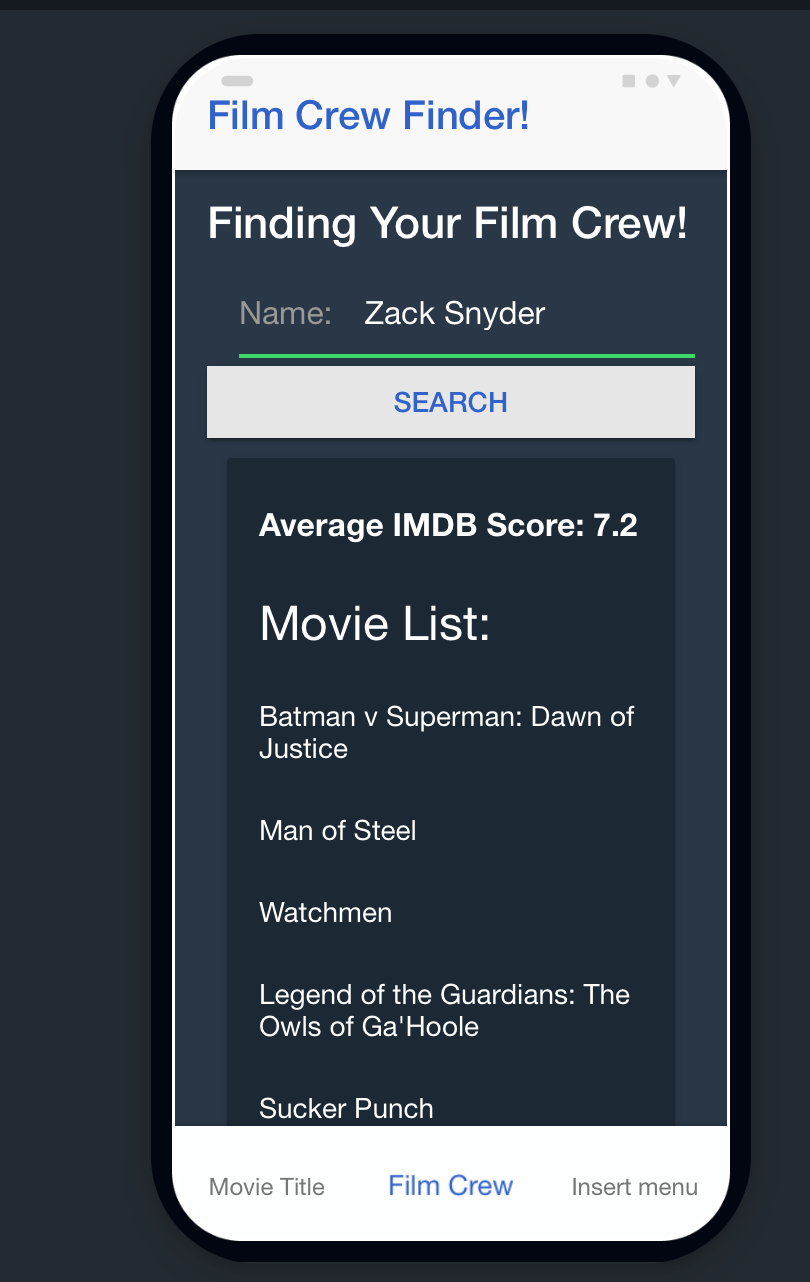 Film Crew Finder!
Finding Your Film Crew!
Name: Zack Snyder
SEARCH
Average IMDB Score: 7.2
Movie List:
Batman v Superman: Dawn of
Justice
Man of Steel
Watchmen
Legend of the Guardians: The
Owls of Ga'Hoole
Sucker Punch
Movie Title Film Crew Insert menu